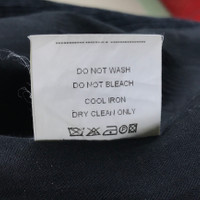 DO NOT WASH
DO NOT BLEACH
COOL IRON
DRY CLEAN ONLY